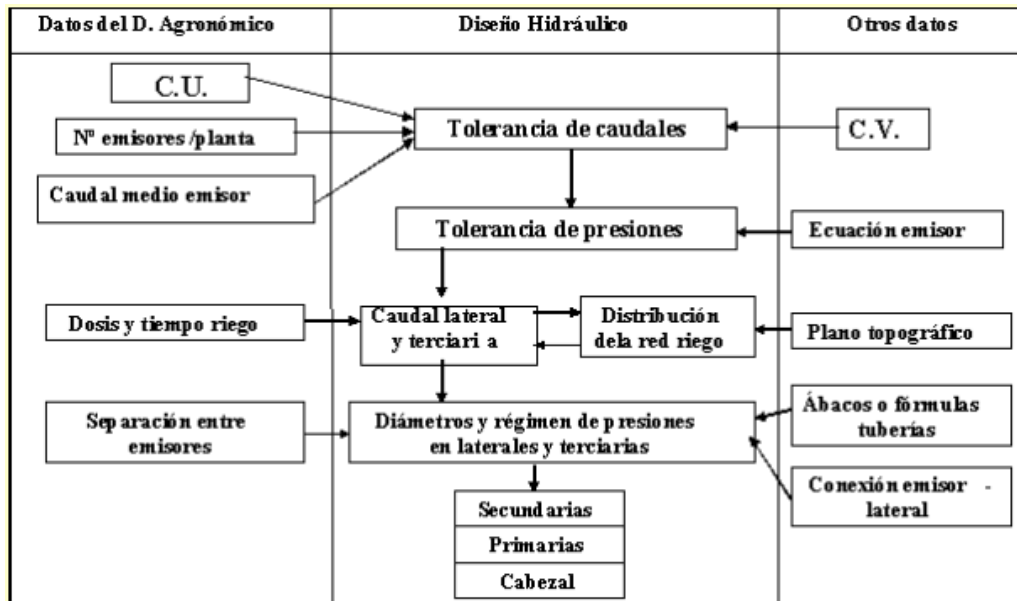 Datos del D. Agronómico
Diseño Hidráulico
Otros datos
C.U.
Nº emisores /planta
Caudal medio emisor
Tolerancia de caudales
C.V.
Tolerancia de presiones
Ecuación emisor
Dosis y tiempo riego
Caudal lateral
y terciari a
Distribución
dela red riego
Plano topográfico
Separación entre
emisores
Diámetros y régimen de presiones
en laterales y terciarias
Ábacos o fórmulas
tuberías
Conexión emisor -
lateral
Secundarias
Primarias
Cabezal